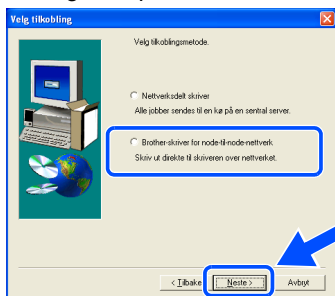 Velg tilkobling
Velg tilkoblingsmetode.
Nettverksdelt skriver
Alle jobber sendes til en kø på en sentral server.
Brother-skriver for node-til-node-nettverk
Skriv ut direkte til skriveren over nettverket.
< Tilbake
Neste >
Avbryt